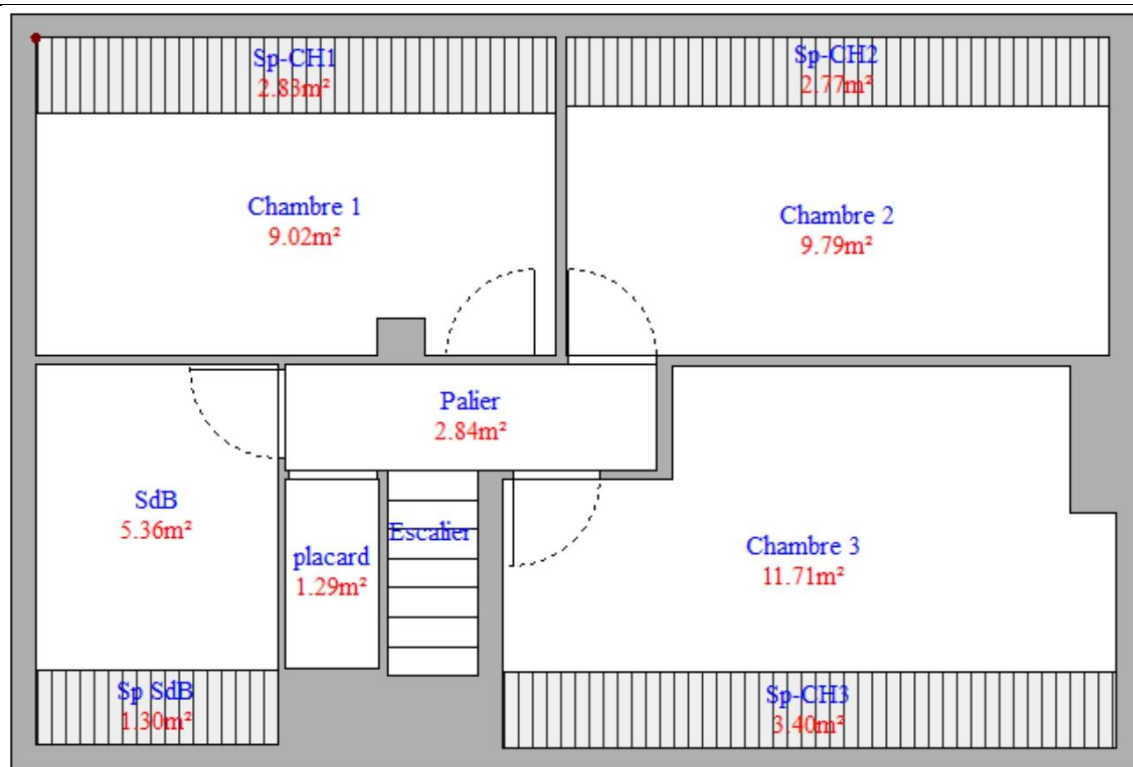 Sp-CH1
2.83m²
Sp-CH2
2.77m²
Chambre 1
9.02m²
Chambre 2
9.79m²
Palier
2.84m²
SdB
5.36m²
placard
1.29m²
Escalier
Chambre 3
11.71m²
Sp SdB
1.30m²
Sp-CH3
3.40m²